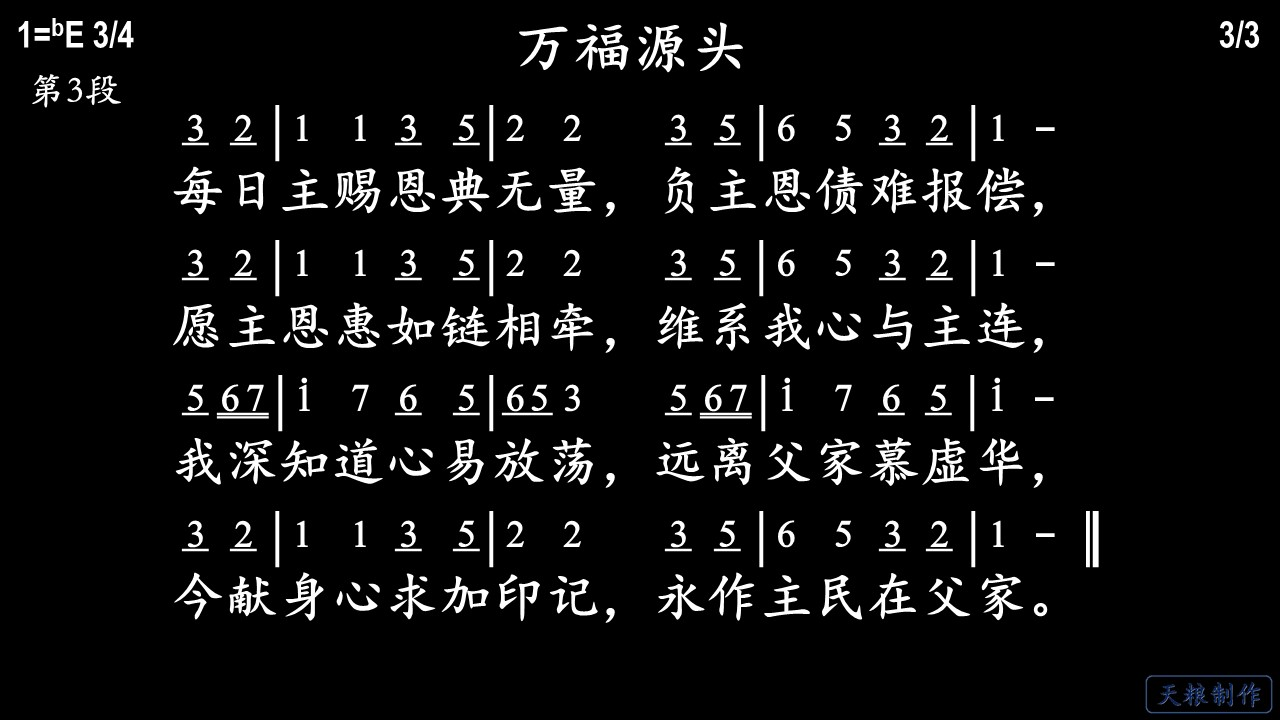 1=ᵇE 3/4
万福源头
3/3
第3段
3 2 | 1 1 3 5 | 2 2 3 5 | 6 5 3 2 | 1 –
每日主赐恩典无量，负主恩债难报偿，
3 2 | 1 1 3 5 | 2 2 3 5 | 6 5 3 2 | 1 –
愿主恩惠如链相牵，维系我心与主连，
5 67 | i 7 6 5 | 65 3 5 67 | i 7 6 5 | i –
我深知道心易放荡，远离父家慕虚华，
3 2 | 1 1 3 5 | 2 2 3 5 | 6 5 3 2 | 1 – ‖
今献身心求加印记，永作主民在父家。
天粮制作